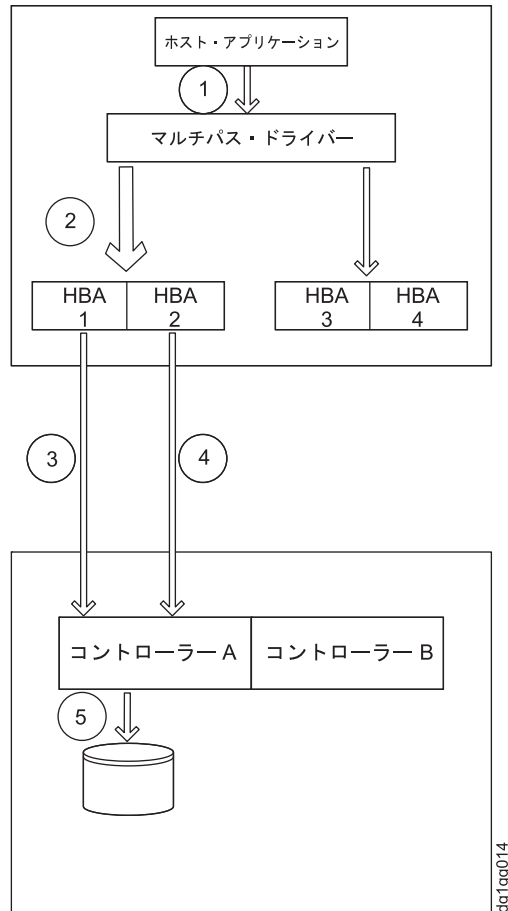 ホスト・アプリケーション
1
マルチパス・ドライバー
2
HBA 1
HBA 2
HBA 3
HBA 4
3
4
コントローラー A
コントローラー B
5
da1aa014